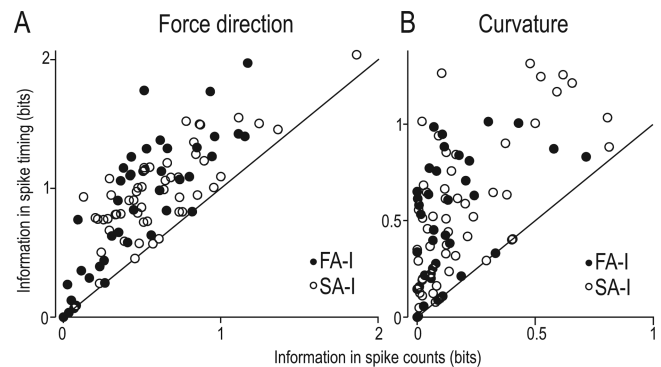 A
Force direction
B
Curvature
Information in spike timing (bits)
2
1
0
0
1
2
FA-I
SA-I
1
0.5
0
0
0.5
1
FA-I
SA-I
Information in spike counts (bits)